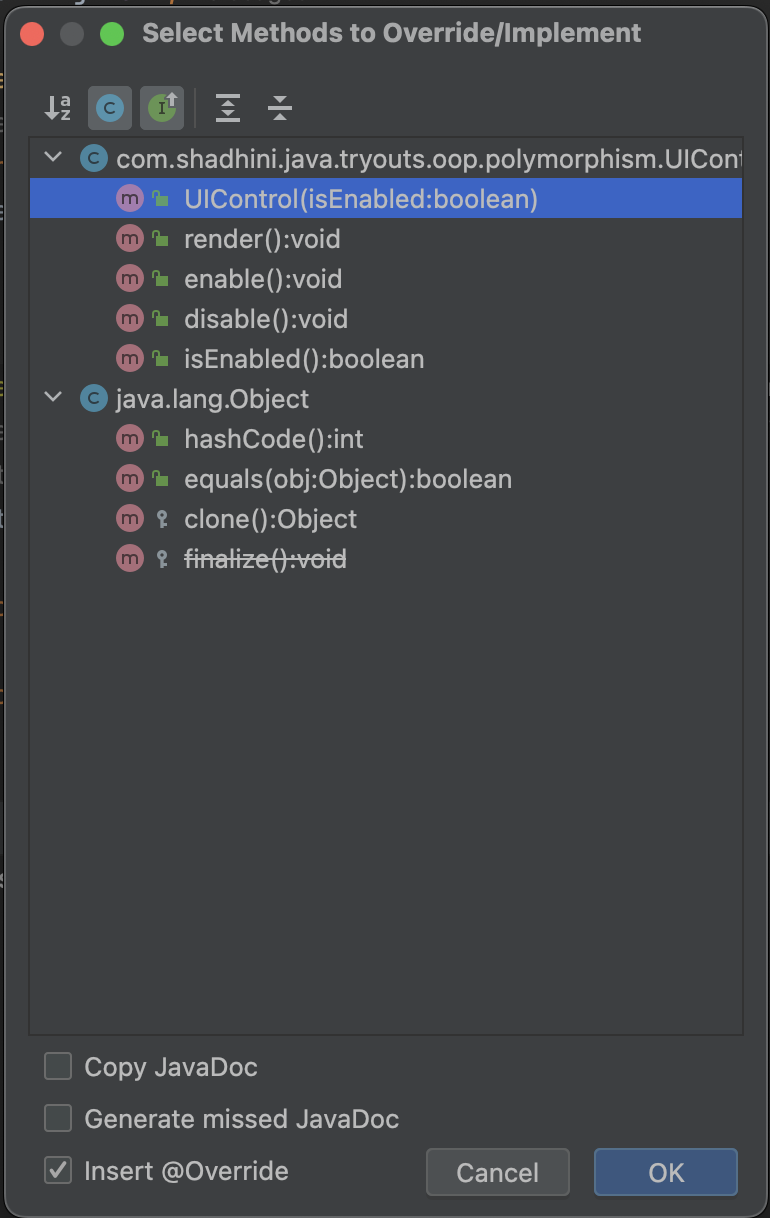 Select Methods to Override/Implement
com.shadhini.java.tryouts.oop.polymorphism.UICont
UIControl(isEnabled:boolean)
render():void
enable():void
disable():void
isEnabled():boolean
java.lang.Object
hashCode():int
equals(obj:Object):boolean
clone():Object
finalize():void
Copy JavaDoc
Generate missed JavaDoc
Insert @Override
Cancel
OK